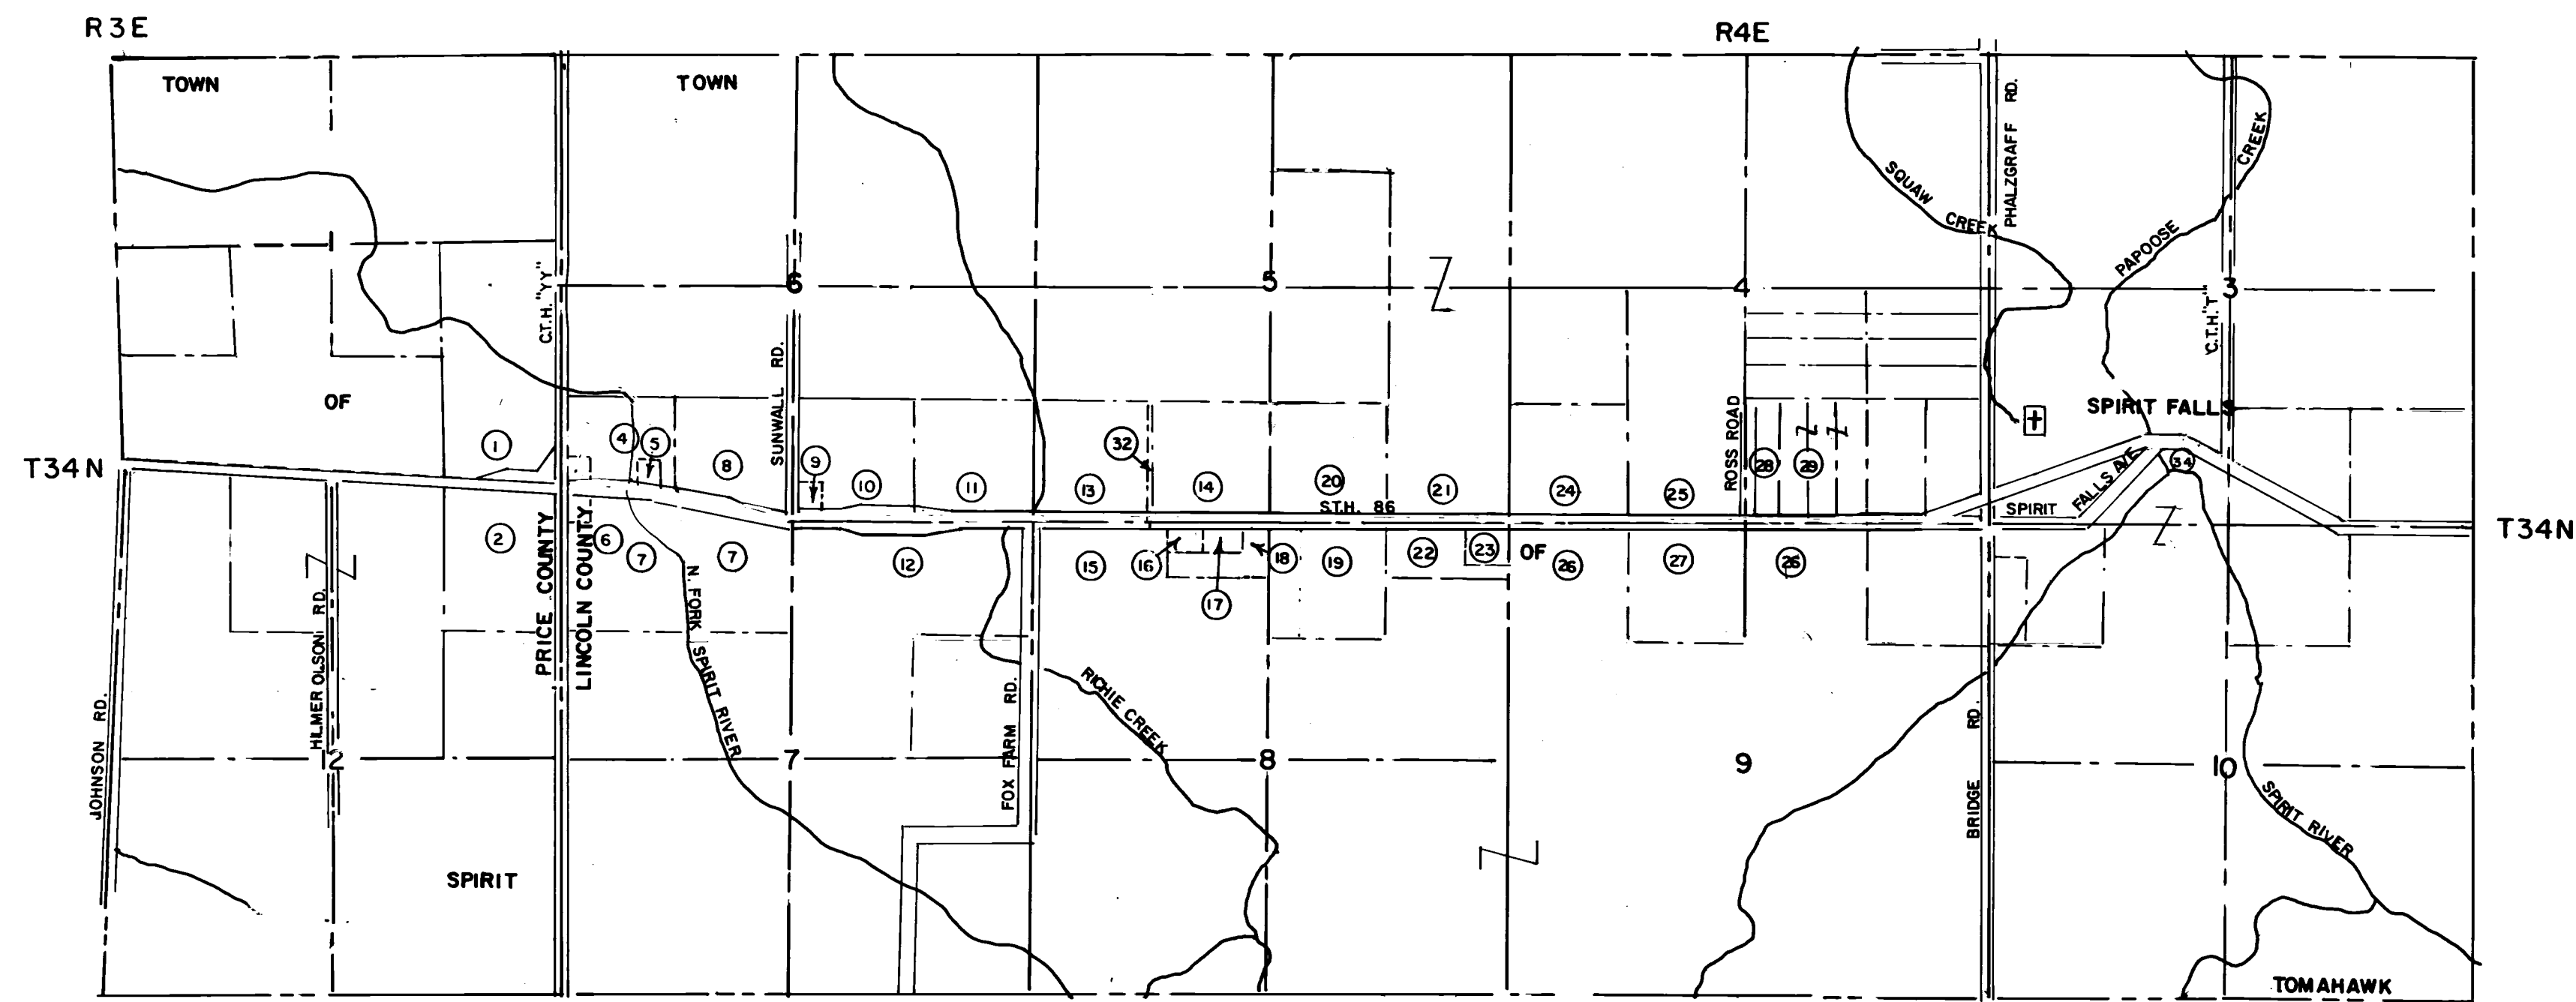 R3E
R4E
TOWN
TOWN
PHALZGRAFF RD.
CREEK
SQUAW
CREEK
PAPOOSE
C.T.H. "YY"
6
5
4
3
C.T.H. "T"
SUNWALL RD.
OF
ROSS ROAD
SPIRIT FALLS
1
4
5
8
9
10
11
13
32
14
20
21
24
25
28
29
34
T34N
S.T.H. 86
SPIRIT FALLS AVE.
T34N
2
6
7
7
12
15
16
17
18
19
22
23
OF
26
27
26
PRICE COUNTY
LINCOLN COUNTY
N. FORK SPIRIT RIVER
HILMER OLSON RD.
JOHNSON RD.
FOX FARM RD.
RICHIE CREEK
BRIDGE RD.
12
7
8
9
10
SPIRIT RIVER
SPIRIT
TOMAHAWK